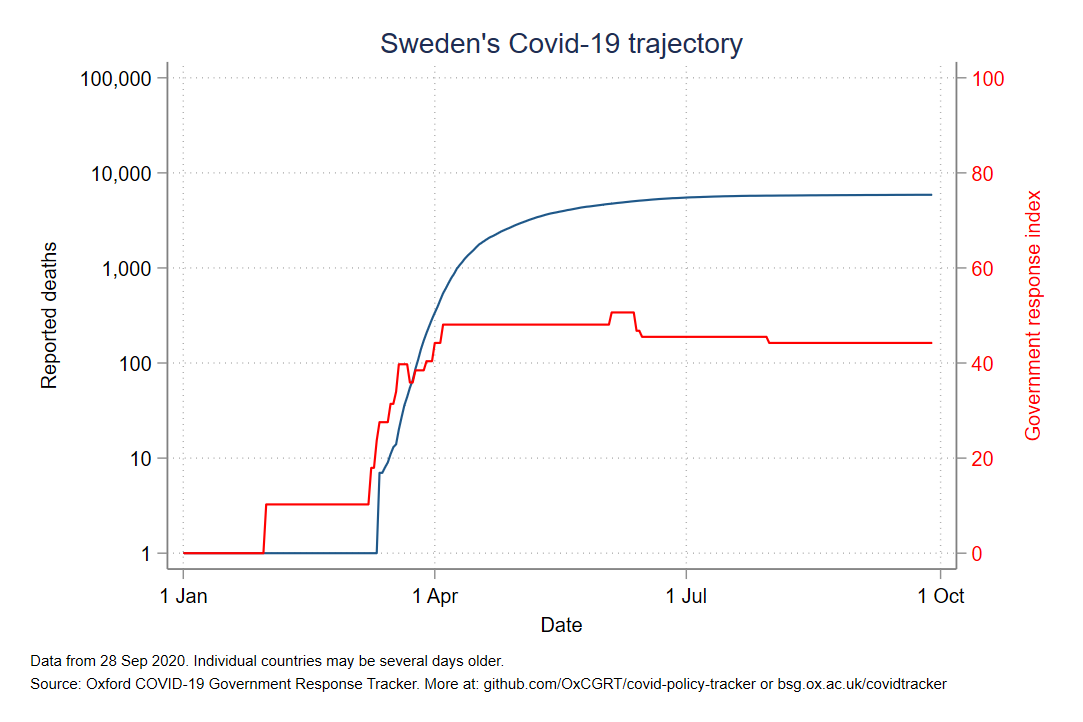 Sweden's Covid-19 trajectory
100,000
10,000
1,000
100
10
1
Reported deaths
100
80
60
40
20
0
Government response index
1 Jan
1 Apr
1 Jul
1 Oct
Date
Data from 28 Sep 2020. Individual countries may be several days older.
Source: Oxford COVID-19 Government Response Tracker. More at: github.com/OxCGRT/covid-policy-tracker or bsg.ox.ac.uk/covidtracker